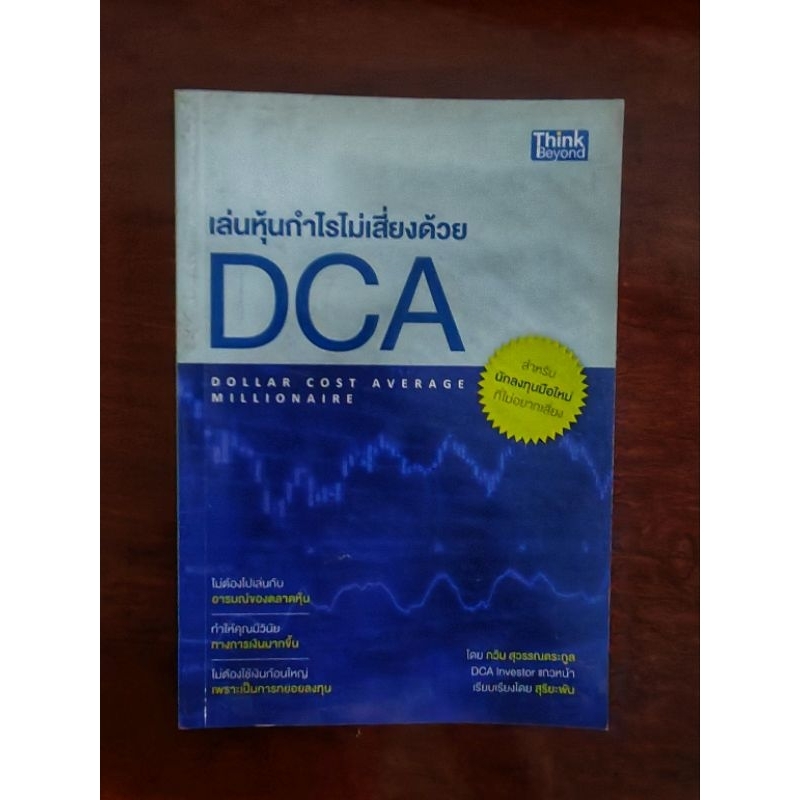 Think
Beyond
เล่นหุ้นกำไรไม่เสี่ยงด้วย
DCA
DOLLAR COST AVERAGE
MILLIONAIRE
สำหรับ
นักลงทุนมือใหม่
ที่ไม่อยากเสี่ยง
ไม่ต้องไปเล่นกับ
อารมณ์ของตลาดหุ้น
ทำให้คุณมีวินัย
ทางการเงินมากขึ้น
ไม่ต้องใช้เงินก้อนใหญ่
เพราะเป็นการทยอยลงทุน
โดย กวิน สุวรรณตระกูล
DCA Investor แถวหน้า
เรียบเรียงโดย สุริยะพัน